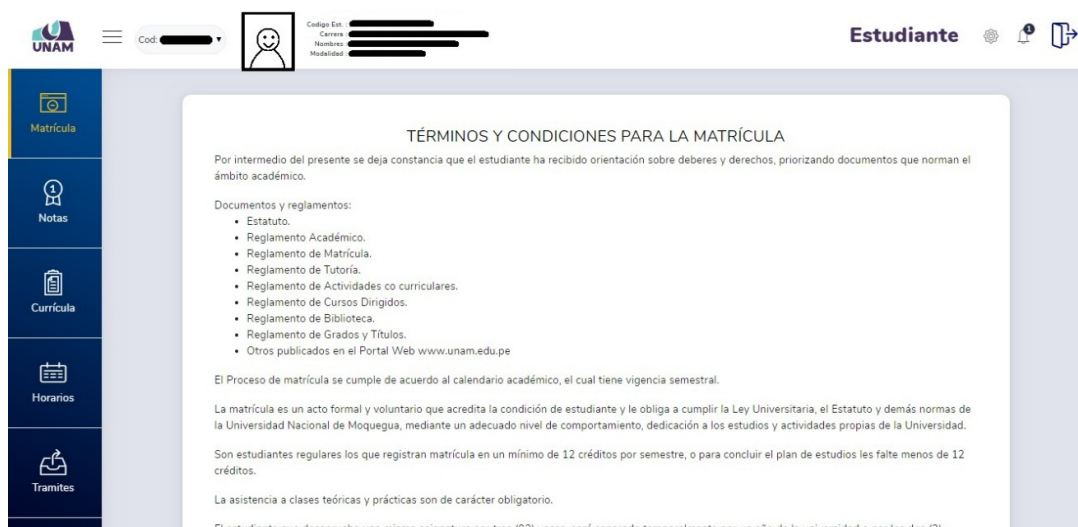 UNAM
Cod:
Codigo Est. :
Carrera :
Nombres :
Modalidad :
Estudiante
Matrícula
Notas
Currícula
Horarios
Tramites
TÉRMINOS Y CONDICIONES PARA LA MATRÍCULA
Por intermedio del presente se deja constancia que el estudiante ha recibido orientación sobre deberes y derechos, priorizando documentos que norman el
ámbito académico.
Documentos y reglamentos:
• Estatuto.
• Reglamento Académico.
• Reglamento de Matrícula.
• Reglamento de Tutoría.
• Reglamento de Actividades co curriculares.
• Reglamento de Cursos Dirigidos.
• Reglamento de Biblioteca.
• Reglamento de Grados y Títulos.
• Otros publicados en el Portal Web www.unam.edu.pe
El Proceso de matrícula se cumple de acuerdo al calendario académico, el cual tiene vigencia semestral.
La matrícula es un acto formal y voluntario que acredita la condición de estudiante y le obliga a cumplir la Ley Universitaria, el Estatuto y demás normas de
la Universidad Nacional de Moquegua, mediante un adecuado nivel de comportamiento, dedicación a los estudios y actividades propias de la Universidad.
Son estudiantes regulares los que registran matrícula en un mínimo de 12 créditos por semestre, o para concluir el plan de estudios les falte menos de 12
créditos.
La asistencia a clases teóricas y prácticas son de carácter obligatorio.